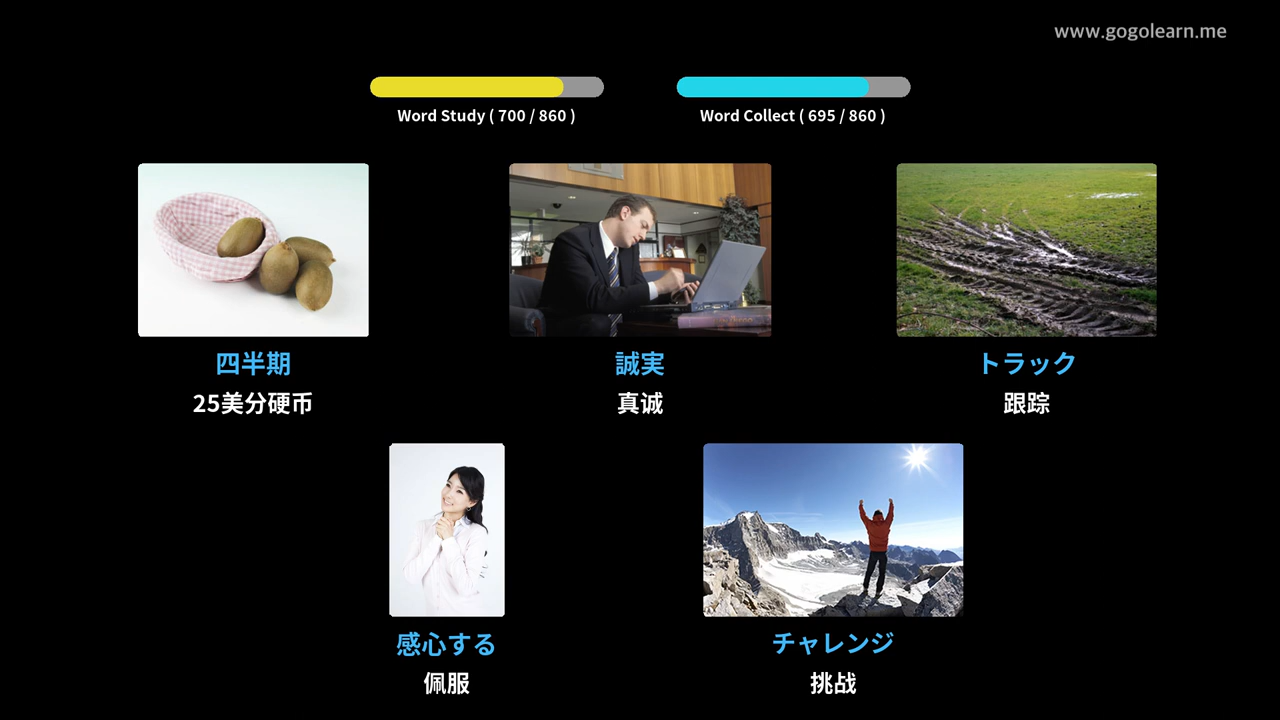 www.gogolearn.me
Word Study ( 700 / 860 )
Word Collect ( 695 / 860 )
四半期
25美分硬币
誠実
真诚
トラック
跟踪
感心する
佩服
チャレンジ
挑战